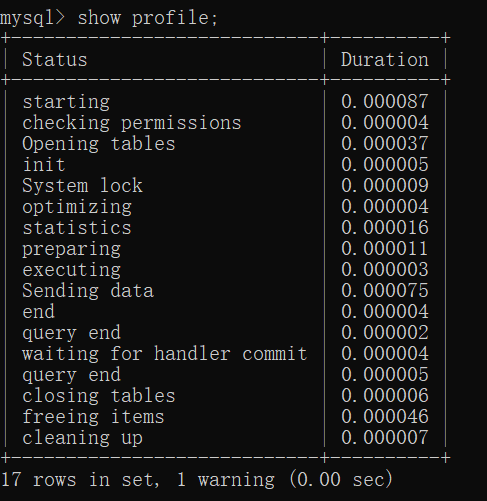 mysql> show profile;
+----------------------------+----------+
| Status                     | Duration |
+----------------------------+----------+
| starting                   | 0.000087 |
| checking permissions       | 0.000004 |
| Opening tables             | 0.000037 |
| init                       | 0.000005 |
| System lock                | 0.000009 |
| optimizing                 | 0.000004 |
| statistics                 | 0.000016 |
| preparing                  | 0.000011 |
| executing                  | 0.000003 |
| Sending data               | 0.000075 |
| end                        | 0.000004 |
| query end                  | 0.000002 |
| waiting for handler commit | 0.000004 |
| query end                  | 0.000005 |
| closing tables             | 0.000006 |
| freeing items              | 0.000046 |
| cleaning up                | 0.000007 |
+----------------------------+----------+
17 rows in set, 1 warning (0.00 sec)